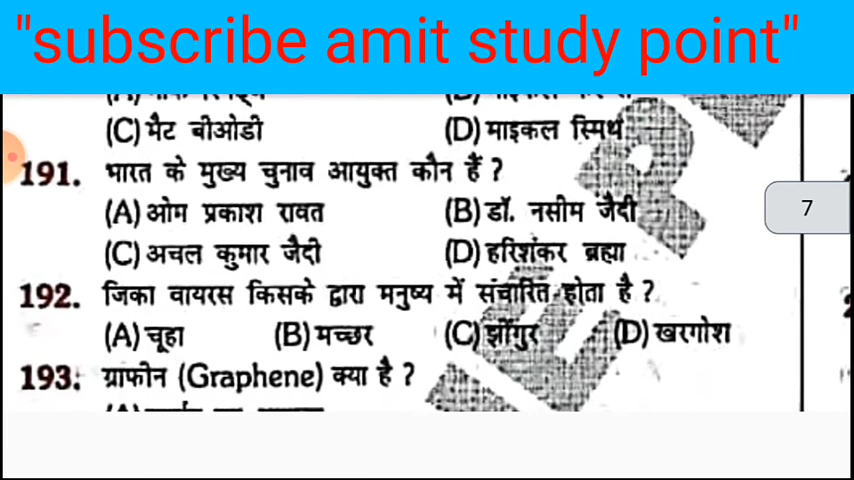 "subscribe amit study point"
(C) मैट बीओडी (D) माइकल स्मिथ
191. भारत के मुख्य चुनाव आयुक्त कौन हैं ?
(A) ओम प्रकाश रावत (B) डॉ. नसीम जैदी
(C) अचल कुमार जैदी (D) हरिशंकर ब्रह्मा
7
192. जिका वायरस किसके द्वारा मनुष्य में संचारित होता है ?
(A) चूहा (B) मच्छर (C) झींगुर (D) खरगोश
193. ग्राफीन (Graphene) क्या है ?